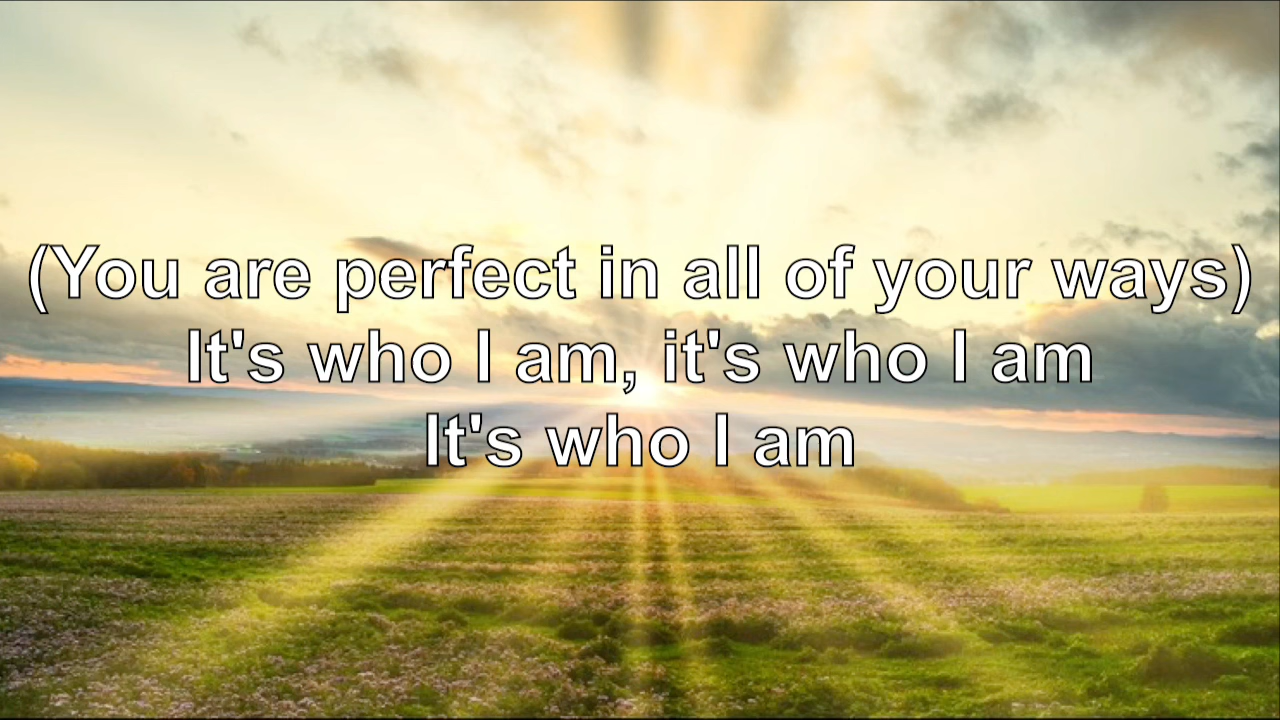 (You are perfect in all of your ways)
It's who I am, it's who I am
It's who I am